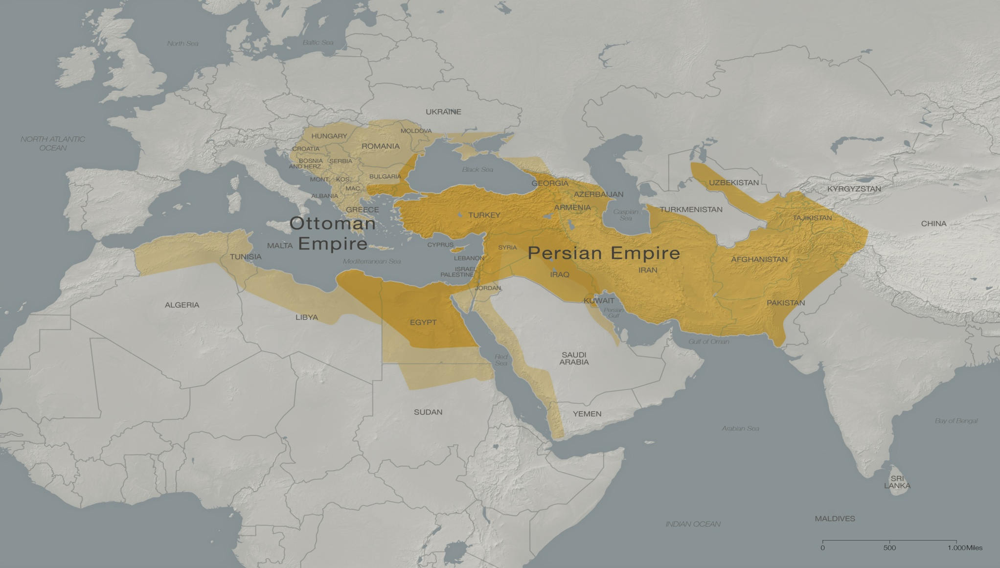 North Sea
Baltic Sea
UKRAINE
NORTH ATLANTIC
OCEAN
HUNGARY
MOLDOVA
CROATIA
ROMANIA
BOSNIA
AND HERZ.
SERBIA
Black Sea
BULGARIA
MONT.
KOS.
MAC.
ALBANIA
GREECE
GEORGIA
AZERBAIJAN
ARMENIA
UZBEKISTAN
KYRGYZSTAN
TURKMENISTAN
TAJIKISTAN
CHINA
Caspian
Sea
TURKEY
Ottoman
Empire
MALTA
TUNISIA
Mediterranean Sea
CYPRUS
LEBANON
SYRIA
Persian Empire
ISRAEL
PALESTINE
JORDAN
IRAQ
IRAN
AFGHANISTAN
KUWAIT
Persian
Gulf
PAKISTAN
ALGERIA
LIBYA
EGYPT
Gulf of Oman
Red
Sea
SAUDI
ARABIA
SUDAN
YEMEN
Arabian Sea
Bay of Bengal
SRI
LANKA
INDIAN OCEAN
MALDIVES
0 500 1.000 Miles